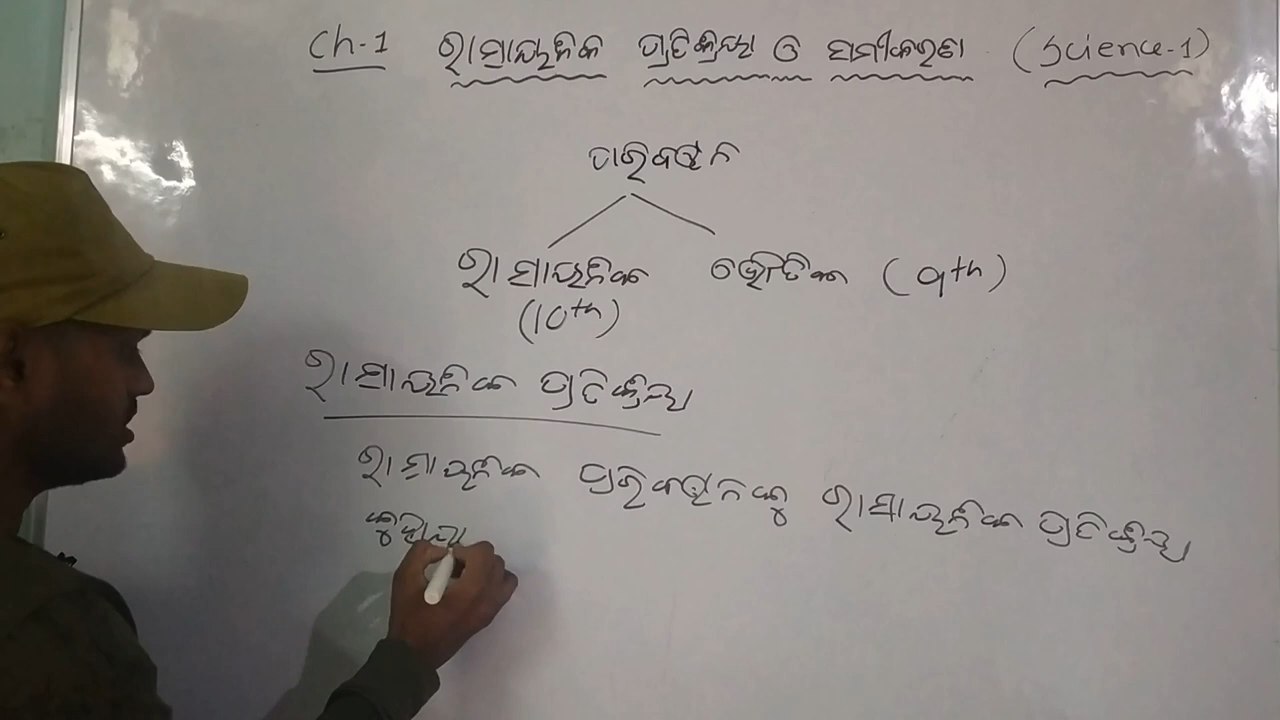 Ch-1 ରାସାୟନିକ ପ୍ରତିକ୍ରିୟା ଓ ସମୀକରଣ (Science-1)
ପରିବର୍ତ୍ତନ
ରାସାୟନିକ ଭୌତିକ (9th)
(10th)
ରାସାୟନିକ ପ୍ରତିକ୍ରିୟା
ରାସାୟନିକ ପରିବର୍ତ୍ତନକୁ ରାସାୟନିକ ପ୍ରତିକ୍ରିୟା
କୁହାଯା